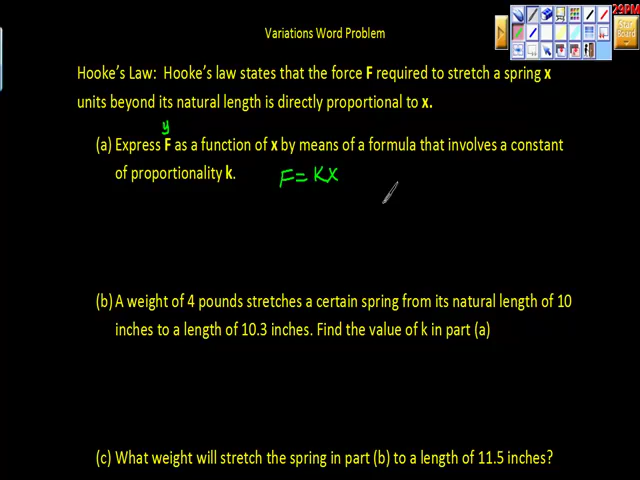 29PM
Star
Board
Variations Word Problem
Hooke's Law: Hooke's law states that the force F required to stretch a spring x
units beyond its natural length is directly proportional to x.
y
(a) Express F as a function of x by means of a formula that involves a constant
of proportionality k.
F = Kx
(b) A weight of 4 pounds stretches a certain spring from its natural length of 10
inches to a length of 10.3 inches. Find the value of k in part (a)
(c) What weight will stretch the spring in part (b) to a length of 11.5 inches?